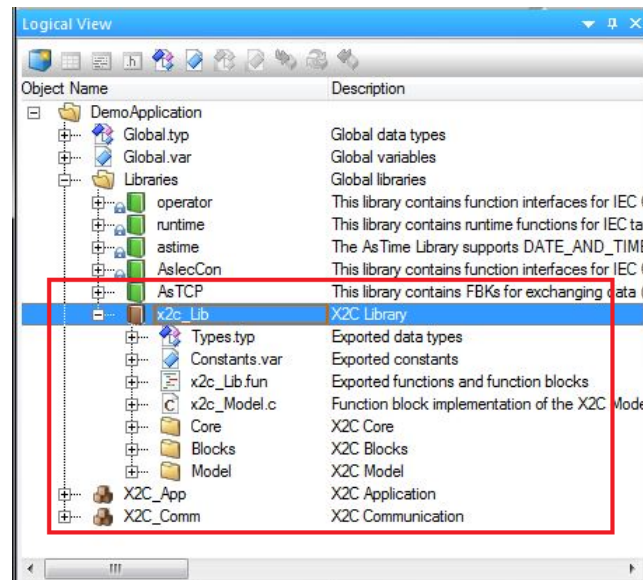 Logical View
Object Name Description
DemoApplication
Global.typ Global data types
Global.var Global variables
Libraries Global libraries
operator This library contains function interfaces for IEC
runtime This library contains runtime functions for IEC ta
astime The AsTime Library supports DATE_AND_TIME
AsIecCon This library contains function interfaces for IEC
AsTCP This library contains FBKs for exchanging data
x2c_Lib X2C Library
Types.typ Exported data types
Constants.var Exported constants
x2c_Lib.fun Exported functions and function blocks
x2c_Model.c Function block implementation of the X2C Mode
Core X2C Core
Blocks X2C Blocks
Model X2C Model
X2C_App X2C Application
X2C_Comm X2C Communication